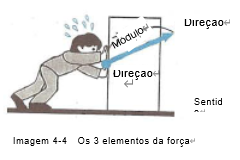 Direção
Módulo
Direção
Sentid
Imagem 4-4 Os 3 elementos da força